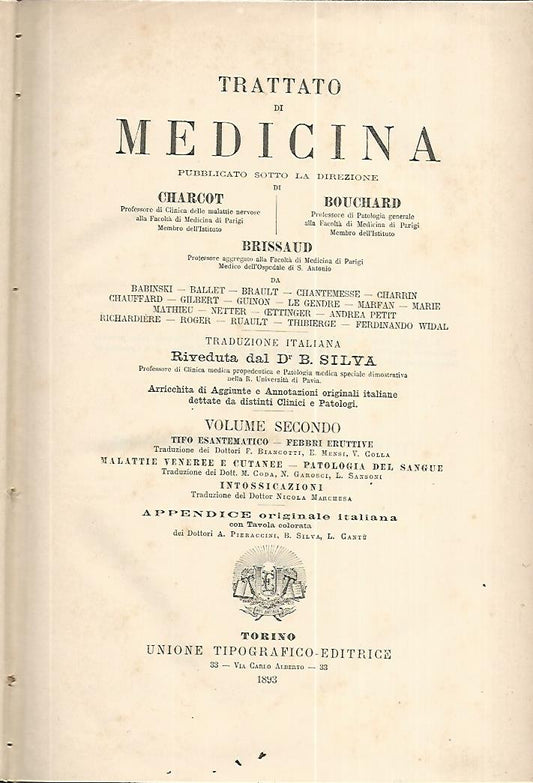 TRATTATO
DI
MEDICINA
PUBBLICATO SOTTO LA DIREZIONE
DI
CHARCOT
Professore di Clinica delle malattie nervose
alla Facoltà di Medicina di Parigi
Membro dell'Istituto
BOUCHARD
Professore di Patologia generale
alla Facoltà di Medicina di Parigi
Membro dell'Istituto
BRISSAUD
Professore aggregato alla Facoltà di Medicina di Parigi
Medico dell'Ospedale di S. Antonio
DA
BABINSKI — BALLET — BRAULT — CHANTEMESSE — CHARRIN
CHAUFFARD — GILBERT — GUINON — LE GENDRE — MARFAN — MARIE
MATHIEU — NETTER — ŒTTINGER — ANDREA PETIT
RICHARDIÈRE — ROGER — RUAULT — THIBIERGE — FERDINANDO WIDAL
TRADUZIONE ITALIANA
Riveduta dal Dr B. SILVA
Professore di Clinica medica propedeutica e Patologia medica speciale dimostrativa
nella R. Università di Pavia.
Arricchita di Aggiunte e Annotazioni originali italiane
dettate da distinti Clinici e Patologi.
VOLUME SECONDO
TIFO ESANTEMATICO — FEBBRI ERUTTIVE
Traduzione dei Dottori F. BIANCOTTI, E. MENSI, V. COLLA
MALATTIE VENEREE E CUTANEE — PATOLOGIA DEL SANGUE
Traduzione dei Dott. M. CODA, N. GAROSCI, L. SANSONI
INTOSSICAZIONI
Traduzione del Dottor NICOLA MARCHESA
APPENDICE originale italiana
con Tavola colorata
dei Dottori A. PIERACCINI, B. SILVA, L. CANTÙ
TORINO
UNIONE TIPOGRAFICO-EDITRICE
33 — VIA CARLO ALBERTO — 33
1893